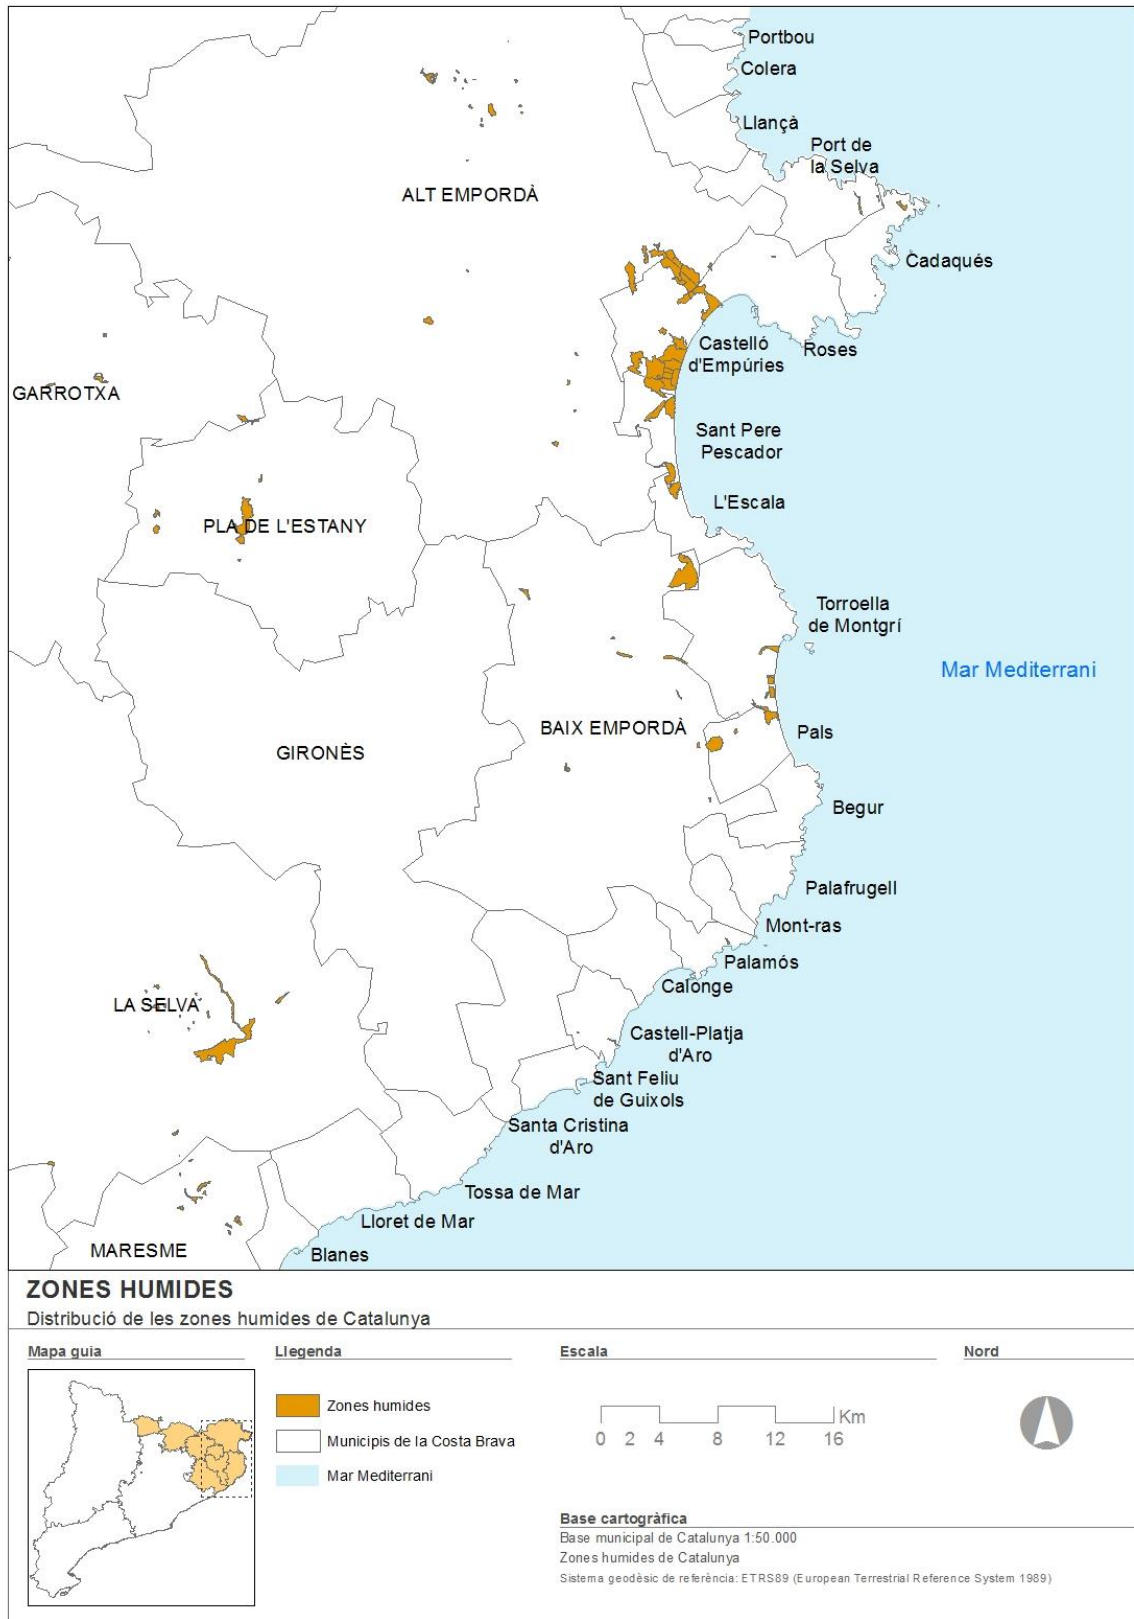 Portbou
Colera
Llançà
Port de
la Selva
ALT EMPORDÀ
Cadaqués
Castelló
d'Empúries
Roses
GARROTXA
Sant Pere
Pescador
L'Escala
PLA DE L'ESTANY
Torroella
de Montgrí
Mar Mediterrani
BAIX EMPORDÀ
Pals
GIRONÈS
Begur
Palafrugell
Mont-ras
Palamós
Calonge
LA SELVA
Castell-Platja
d'Aro
Sant Feliu
de Guixols
Santa Cristina
d'Aro
Tossa de Mar
Lloret de Mar
MARESME
Blanes
ZONES HUMIDES
Distribució de les zones humides de Catalunya
Mapa guia
Llegenda
Zones humides
Municipis de la Costa Brava
Mar Mediterrani
Escala
Km
0 2 4 8 12 16
Nord
Base cartogràfica
Base municipal de Catalunya 1:50.000
Zones humides de Catalunya
Sistema geodèsic de referència: ETRS89 (European Terrestrial Reference System 1989)